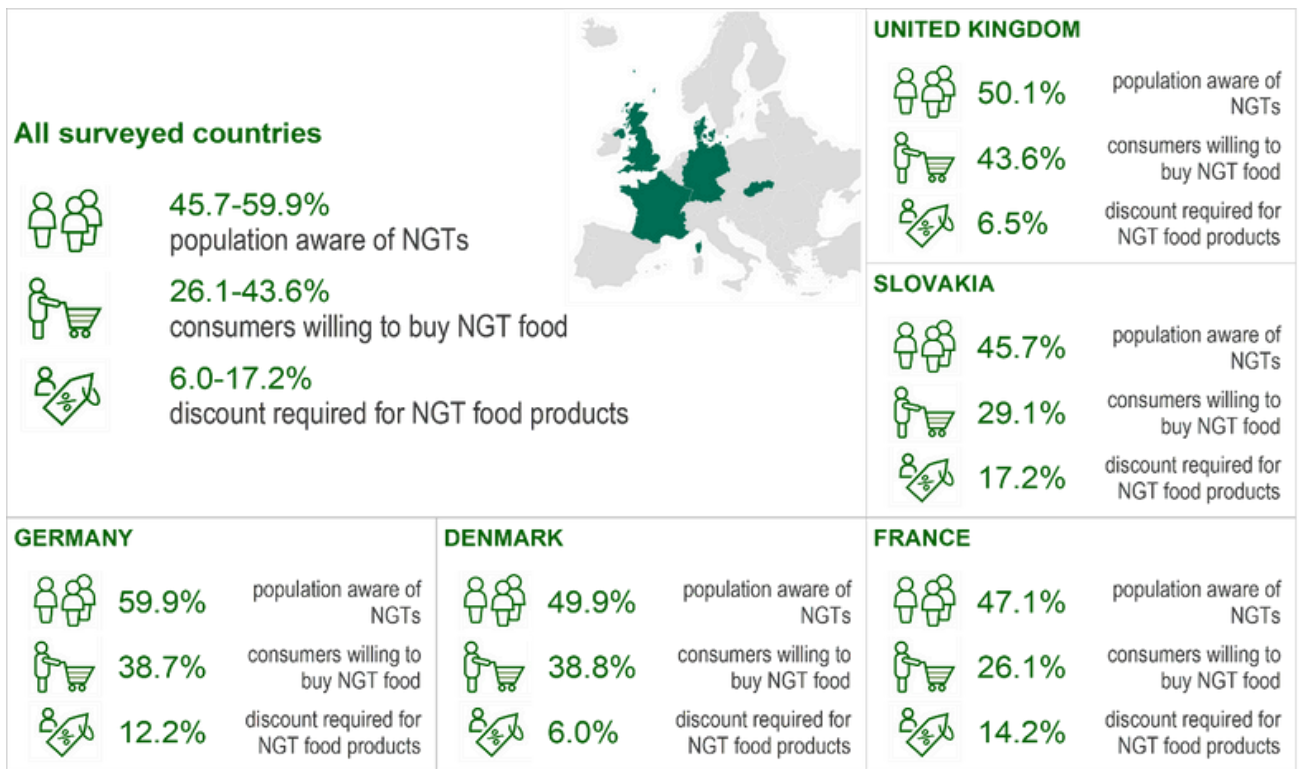 All surveyed countries
45.7-59.9%
population aware of NGTs
26.1-43.6%
consumers willing to buy NGT food
6.0-17.2%
discount required for NGT food products
UNITED KINGDOM
50.1%
population aware of
NGTs
43.6%
consumers willing to
buy NGT food
6.5%
discount required for
NGT food products
SLOVAKIA
45.7%
population aware of
NGTs
29.1%
consumers willing to
buy NGT food
17.2%
discount required for
NGT food products
GERMANY
59.9%
population aware of
NGTs
38.7%
consumers willing to
buy NGT food
12.2%
discount required for
NGT food products
DENMARK
49.9%
population aware of
NGTs
38.8%
consumers willing to
buy NGT food
6.0%
discount required for
NGT food products
FRANCE
47.1%
population aware of
NGTs
26.1%
consumers willing to
buy NGT food
14.2%
discount required for
NGT food products